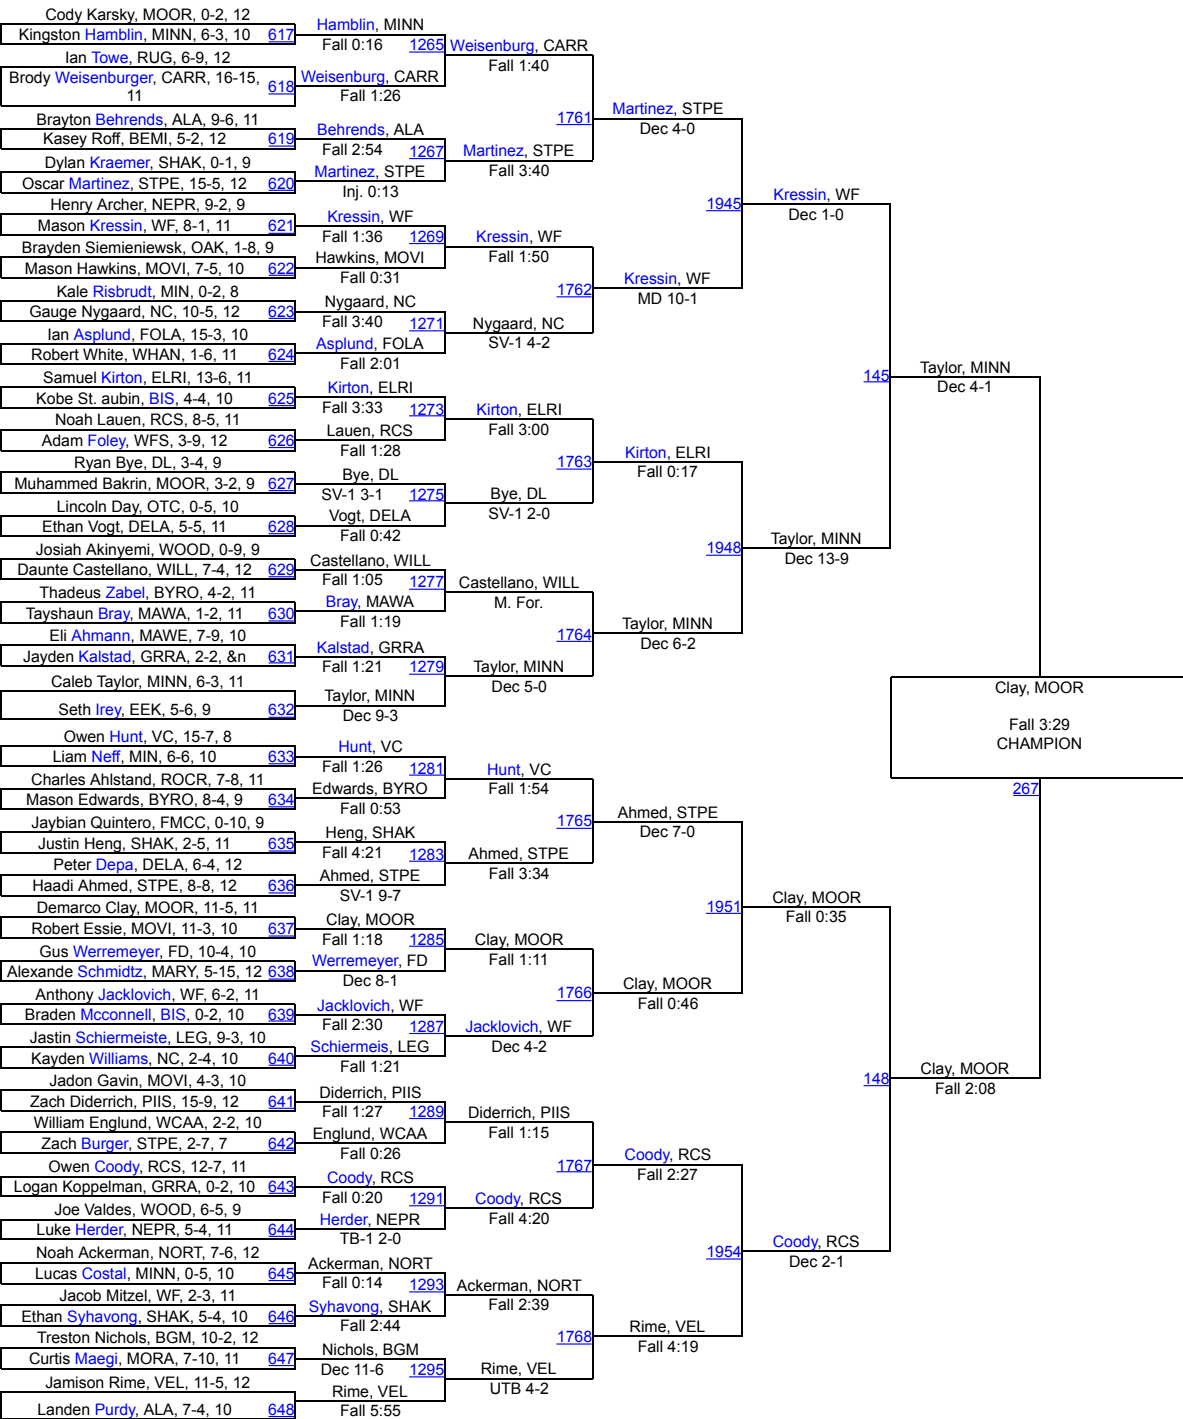 Cody Karsky, MOOR, 0-2, 12
Kingston Hamblin, MINN, 6-3, 10 617
Ian Towe, RUG, 6-9, 12
Brody Weisenburger, CARR, 16-15,
11
618
Brayton Behrends, ALA, 9-6, 11
Kasey Roff, BEMI, 5-2, 12 619
Dylan Kraemer, SHAK, 0-1, 9
Oscar Martinez, STPE, 15-5, 12 620
Henry Archer, NEPR, 9-2, 9
Mason Kressin, WF, 8-1, 11 621
Brayden Siemieniewsk, OAK, 1-8, 9
Mason Hawkins, MOVI, 7-5, 10 622
Kale Risbrudt, MIN, 0-2, 8
Gauge Nygaard, NC, 10-5, 12 623
Ian Asplund, FOLA, 15-3, 10
Robert White, WHAN, 1-6, 11 624
Samuel Kirton, ELRI, 13-6, 11
Kobe St. aubin, BIS, 4-4, 10 625
Noah Lauen, RCS, 8-5, 11
Adam Foley, WFS, 3-9, 12 626
Ryan Bye, DL, 3-4, 9
Muhammed Bakrin, MOOR, 3-2, 9 627
Lincoln Day, OTC, 0-5, 10
Ethan Vogt, DELA, 5-5, 11 628
Josiah Akinyemi, WOOD, 0-9, 9
Daunte Castellano, WILL, 7-4, 12 629
Thadeus Zabel, BYRO, 4-2, 11
Tayshaun Bray, MAWA, 1-2, 11 630
Eli Ahmann, MAWE, 7-9, 10
Jayden Kalstad, GRRA, 2-2, &n 631
Caleb Taylor, MINN, 6-3, 11
Seth Irey, EEK, 5-6, 9 632
Owen Hunt, VC, 15-7, 8
Liam Neff, MIN, 6-6, 10 633
Charles Ahlstand, ROCR, 7-8, 11
Mason Edwards, BYRO, 8-4, 9 634
Jaybian Quintero, FMCC, 0-10, 9
Justin Heng, SHAK, 2-5, 11 635
Peter Depa, DELA, 6-4, 12
Haadi Ahmed, STPE, 8-8, 12 636
Demarco Clay, MOOR, 11-5, 11
Robert Essie, MOVI, 11-3, 10 637
Gus Werremeyer, FD, 10-4, 10
Alexande Schmidtz, MARY, 5-15, 12 638
Anthony Jacklovich, WF, 6-2, 11
Braden Mcconnell, BIS, 0-2, 10 639
Jastin Schiermeiste, LEG, 9-3, 10
Kayden Williams, NC, 2-4, 10 640
Jadon Gavin, MOVI, 4-3, 10
Zach Diderrich, PIIS, 15-9, 12 641
William Englund, WCAA, 2-2, 10
Zach Burger, STPE, 2-7, 7 642
Owen Coody, RCS, 12-7, 11
Logan Koppelman, GRRA, 0-2, 10 643
Joe Valdes, WOOD, 6-5, 9
Luke Herder, NEPR, 5-4, 11 644
Noah Ackerman, NORT, 7-6, 12
Lucas Costal, MINN, 0-5, 10 645
Jacob Mitzel, WF, 2-3, 11
Ethan Syhavong, SHAK, 5-4, 10 646
Treston Nichols, BGM, 10-2, 12
Curtis Maegi, MORA, 7-10, 11 647
Jamison Rime, VEL, 11-5, 12
Landen Purdy, ALA, 7-4, 10 648
Hamblin, MINN
Fall 0:16 1265
Weisenburg, CARR
Fall 1:26
Behrends, ALA
Fall 2:54 1267
Martinez, STPE
Inj. 0:13
Kressin, WF
Fall 1:36 1269
Hawkins, MOVI
Fall 0:31
Nygaard, NC
Fall 3:40 1271
Asplund, FOLA
Fall 2:01
Kirton, ELRI
Fall 3:33 1273
Lauen, RCS
Fall 1:28
Bye, DL
SV-1 3-1 1275
Vogt, DELA
Fall 0:42
Castellano, WILL
Fall 1:05 1277
Bray, MAWA
Fall 1:19
Kalstad, GRRA
Fall 1:21 1279
Taylor, MINN
Dec 9-3
Hunt, VC
Fall 1:26 1281
Edwards, BYRO
Fall 0:53
Heng, SHAK
Fall 4:21 1283
Ahmed, STPE
SV-1 9-7
Clay, MOOR
Fall 1:18 1285
Werremeyer, FD
Dec 8-1
Jacklovich, WF
Fall 2:30 1287
Schiermeis, LEG
Fall 1:21
Diderrich, PIIS
Fall 1:27 1289
Englund, WCAA
Fall 0:26
Coody, RCS
Fall 0:20 1291
Herder, NEPR
TB-1 2-0
Ackerman, NORT
Fall 0:14 1293
Syhavong, SHAK
Fall 2:44
Nichols, BGM
Dec 11-6 1295
Rime, VEL
Fall 5:55
Weisenburg, CARR
Fall 1:40
1761
Martinez, STPE
Fall 3:40
Kressin, WF
Fall 1:50
1762
Nygaard, NC
SV-1 4-2
Kirton, ELRI
Fall 3:00
1763
Bye, DL
SV-1 2-0
Castellano, WILL
M. For.
1764
Taylor, MINN
Dec 5-0
Hunt, VC
Fall 1:54
1765
Ahmed, STPE
Fall 3:34
Clay, MOOR
Fall 1:11
1766
Jacklovich, WF
Dec 4-2
Diderrich, PIIS
Fall 1:15
1767
Coody, RCS
Fall 4:20
Ackerman, NORT
Fall 2:39
1768
Rime, VEL
UTB 4-2
Martinez, STPE
Dec 4-0
1945
Kressin, WF
MD 10-1
Kirton, ELRI
Fall 0:17
1948
Taylor, MINN
Dec 6-2
Ahmed, STPE
Dec 7-0
1951
Clay, MOOR
Fall 0:46
Coody, RCS
Fall 2:27
1954
Rime, VEL
Fall 4:19
Kressin, WF
Dec 1-0
145
Taylor, MINN
Dec 13-9
Clay, MOOR
Fall 0:35
148
Coody, RCS
Dec 2-1
Taylor, MINN
Dec 4-1
Clay, MOOR
Fall 2:08
Clay, MOOR
Fall 3:29
CHAMPION
267